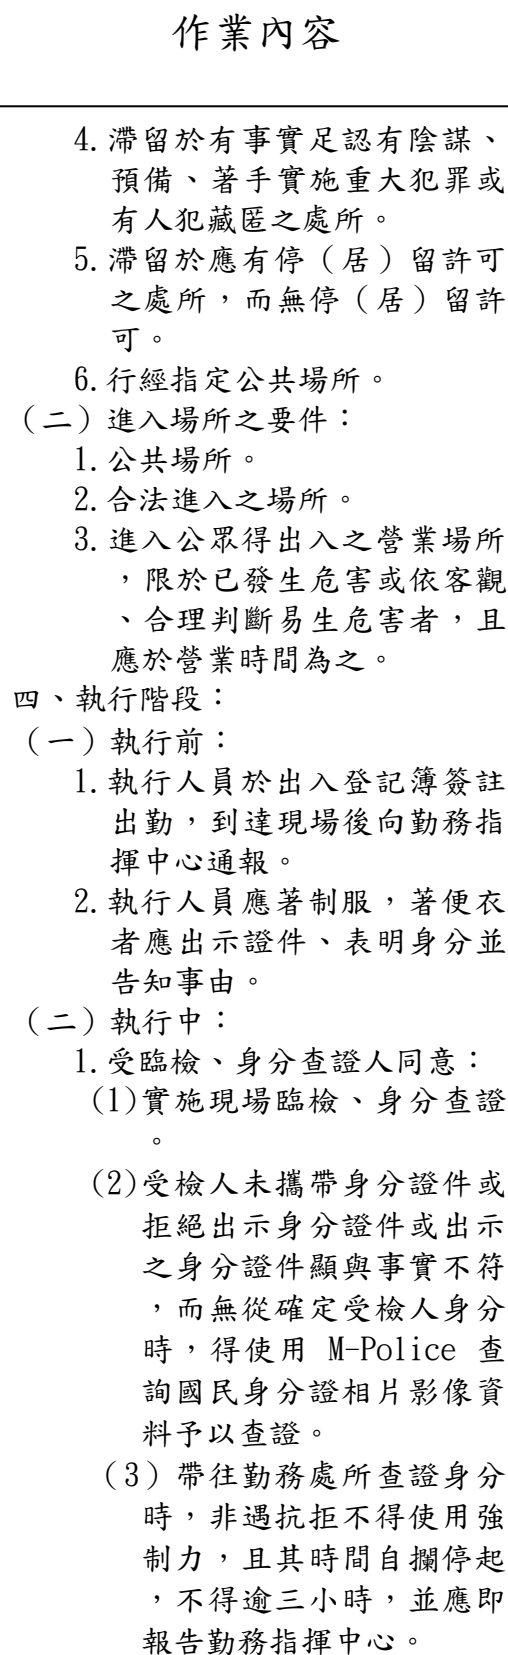 作業內容
4.滯留於有事實足認有陰謀、
預備、著手實施重大犯罪或
有人犯藏匿之處所。
5.滯留於應有停（居）留許可
之處所，而無停（居）留許
可。
6.行經指定公共場所。
（二）進入場所之要件：
1.公共場所。
2.合法進入之場所。
3.進入公眾得出入之營業場所
，限於已發生危害或依客觀
、合理判斷易生危害者，且
應於營業時間為之。
四、執行階段：
（一）執行前：
1.執行人員於出入登記簿簽註
出勤，到達現場後向勤務指
揮中心通報。
2.執行人員應著制服，著便衣
者應出示證件、表明身分並
告知事由。
（二）執行中：
1.受臨檢、身分查證人同意：
(1)實施現場臨檢、身分查證
。
(2)受檢人未攜帶身分證件或
拒絕出示身分證件或出示
之身分證件顯與事實不符
，而無從確定受檢人身分
時，得使用 M-Police 查
詢國民身分證相片影像資
料予以查證。
（3）帶往勤務處所查證身分
時，非遇抗拒不得使用強
制力，且其時間自攔停起
，不得逾三小時，並應即
報告勤務指揮中心。